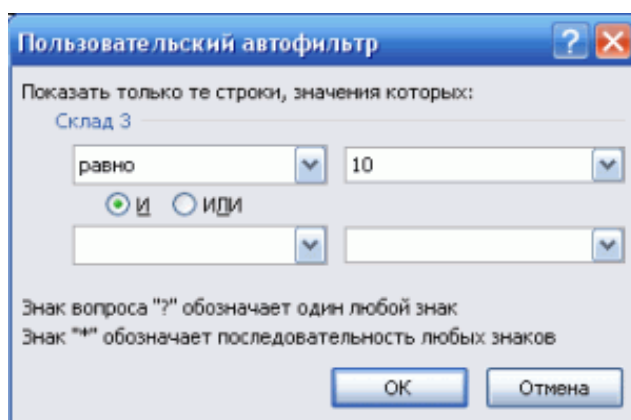 Пользовательский автофильтр
Показать только те строки, значения которых:
Склад 3
равно 10
И ИЛИ
Знак вопроса "?" обозначает один любой знак
Знак "*" обозначает последовательность любых знаков
ОК Отмена